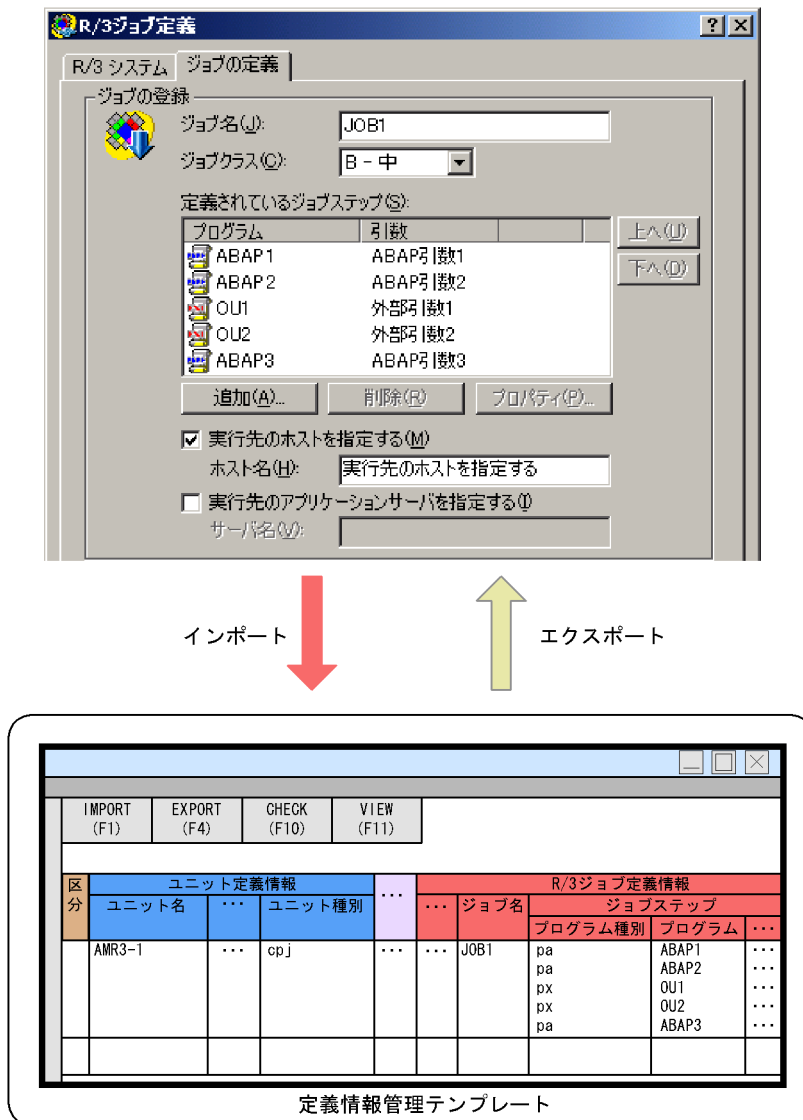 R/3ジョブ定義
R/3 システム ジョブの定義
ジョブの登録
ジョブ名(J): JOB1
ジョブクラス(C): B - 中
定義されているジョブステップ(S):
プログラム 引数
ABAP1 ABAP引数1
ABAP2 ABAP引数2
OU1 外部引数1
OU2 外部引数2
ABAP3 ABAP引数3
上へ(U)
下へ(D)
追加(A)... 削除(R) プロパティ(P)...
実行先のホストを指定する(M)
ホスト名(H): 実行先のホストを指定する
実行先のアプリケーションサーバを指定する(I)
サーバ名(V):
インポート エクスポート
IMPORT EXPORT CHECK VIEW
(F1) (F4) (F10) (F11)
区分 ユニット定義情報 ... R/3ジョブ定義情報
ユニット名 ... ユニット種別 ... ジョブ名 ジョブステップ
プログラム種別 プログラム ...
AMR3-1 ... cpj ... ... JOB1 pa ABAP1 ...
pa ABAP2 ...
px OU1 ...
px OU2 ...
pa ABAP3 ...
定義情報管理テンプレート